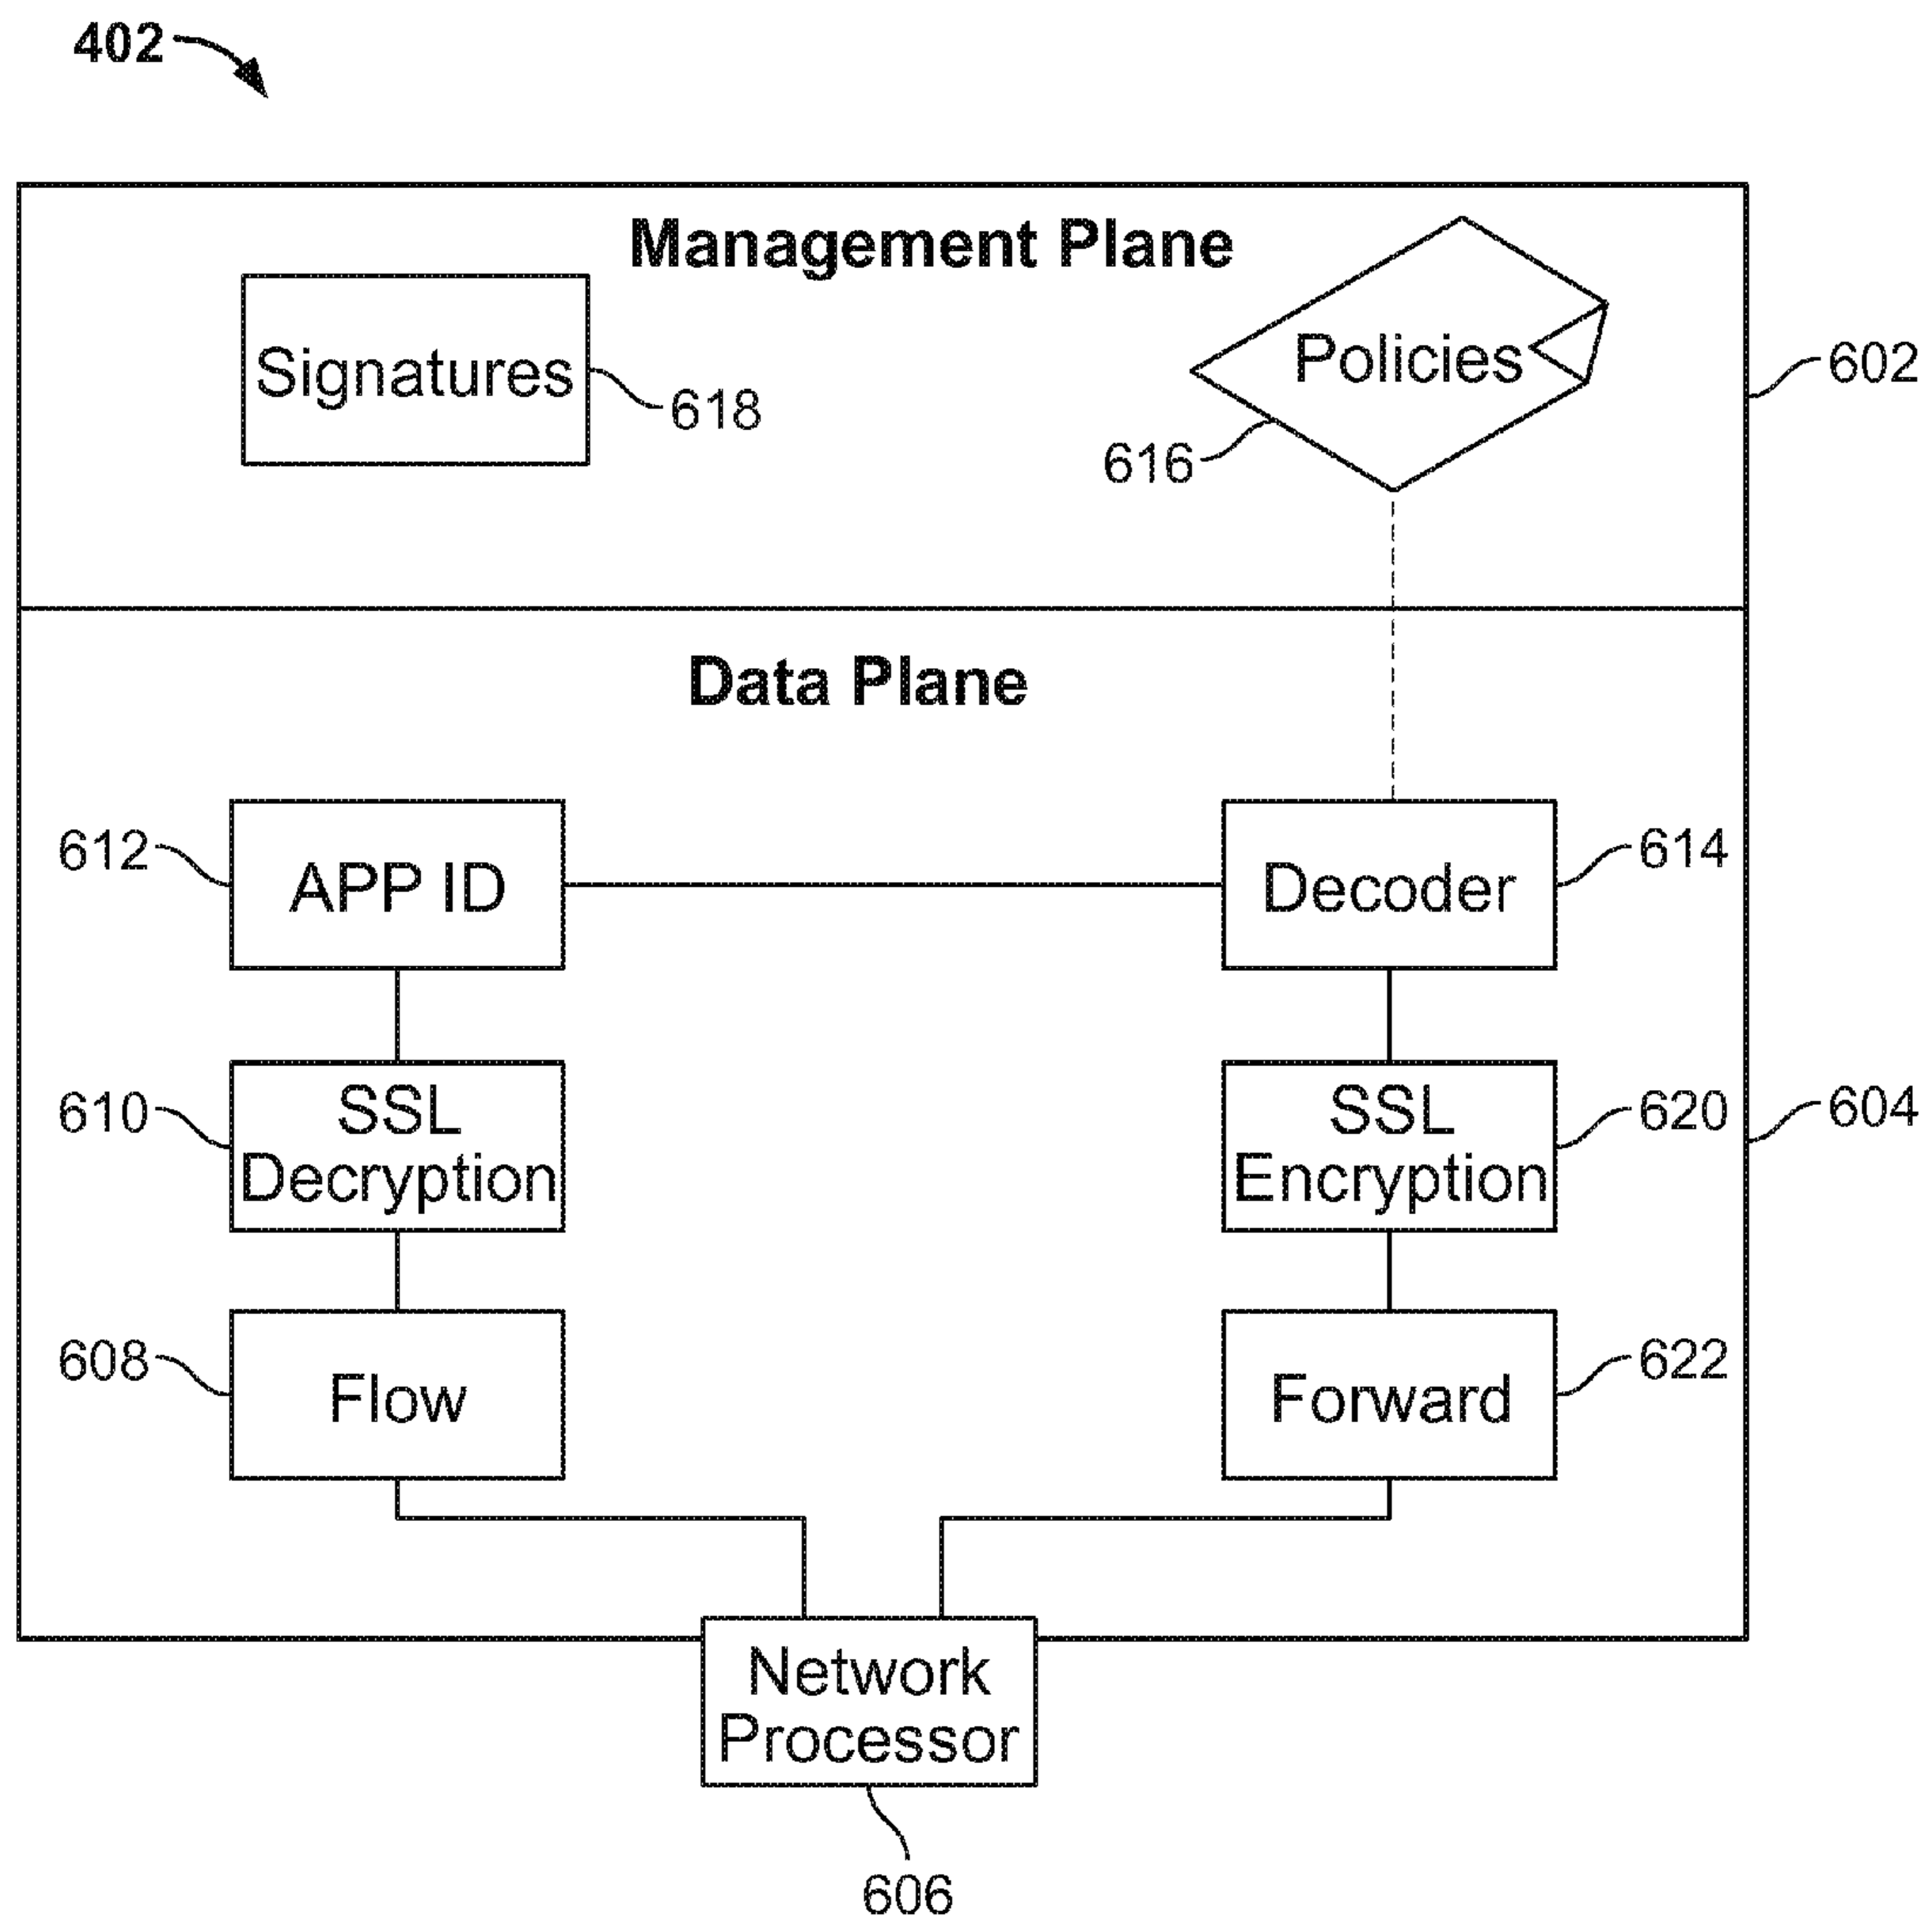 402
Management Plane
Signatures
618
Policies
616
602
Data Plane
612
APP ID
Decoder
614
610
SSL
Decryption
SSL
Encryption
620
604
608
Flow
Forward
622
Network
Processor
606